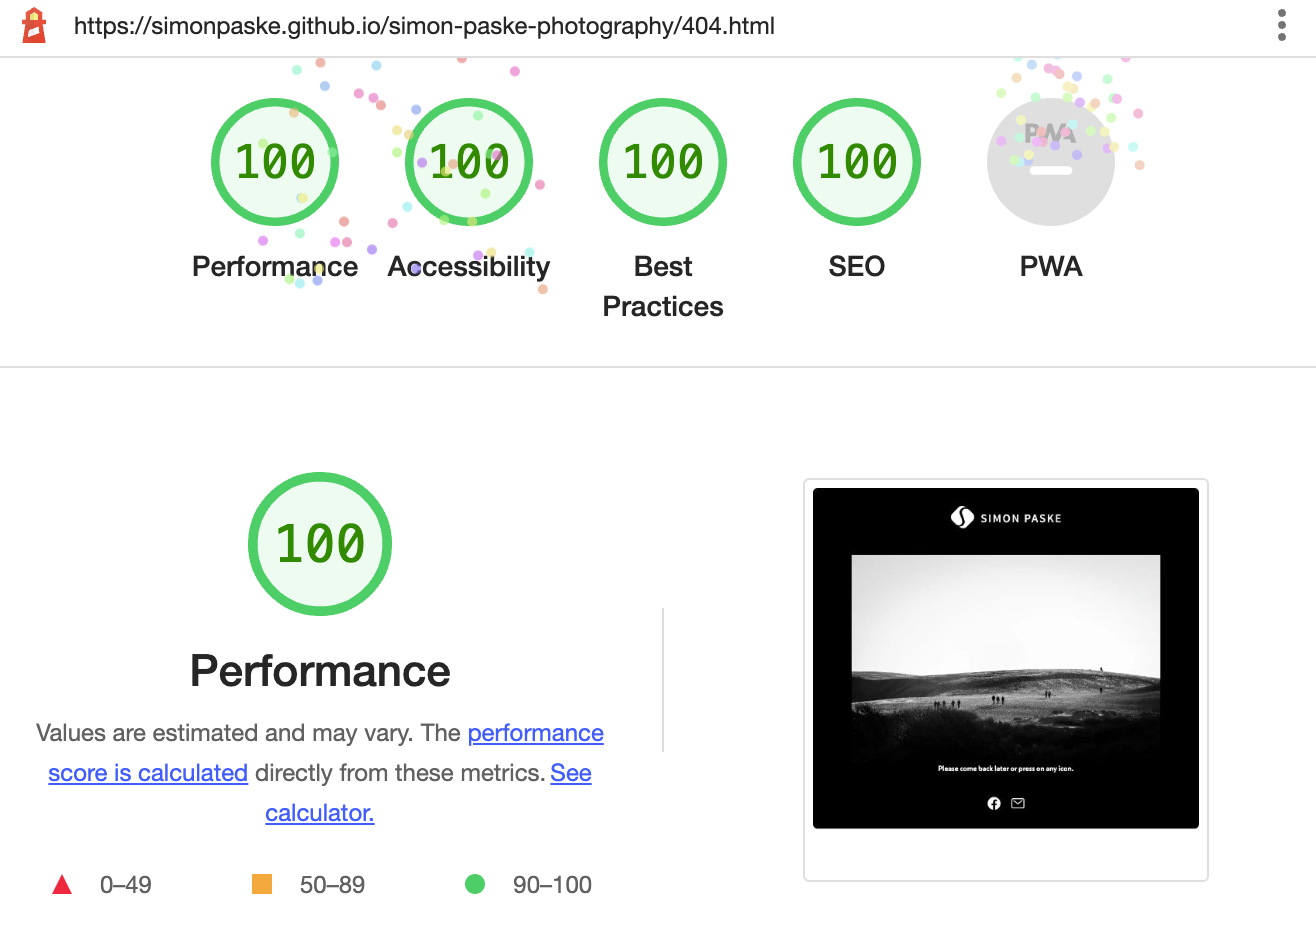 https://simonpaske.github.io/simon-paske-photography/404.html
100
100
100
100
PWA
Performance
Accessibility
Best
Practices
SEO
PWA
100
Performance
Values are estimated and may vary. The performance
score is calculated directly from these metrics. See
calculator.
0–49
50–89
90–100
SIMON PASKE
Please come back later or press on any icon.